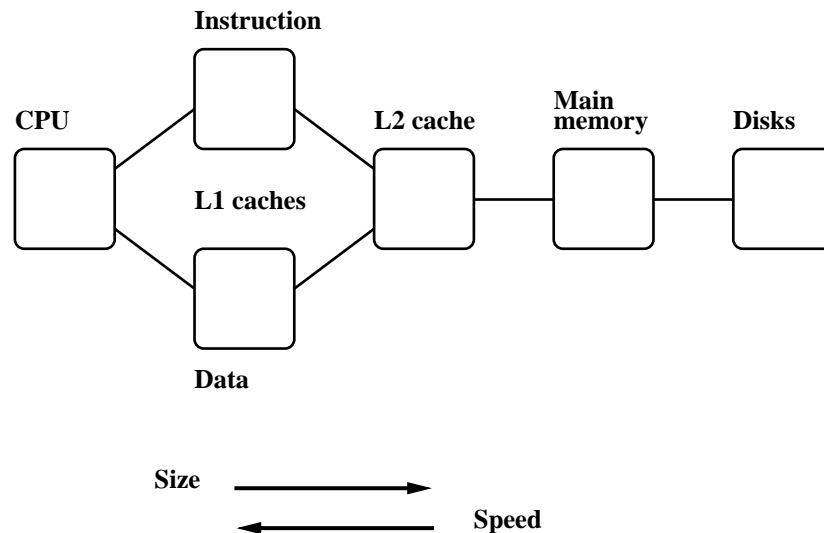 Instruction
CPU
L2 cache
Main
memory
Disks
L1 caches
Data
Size
Speed